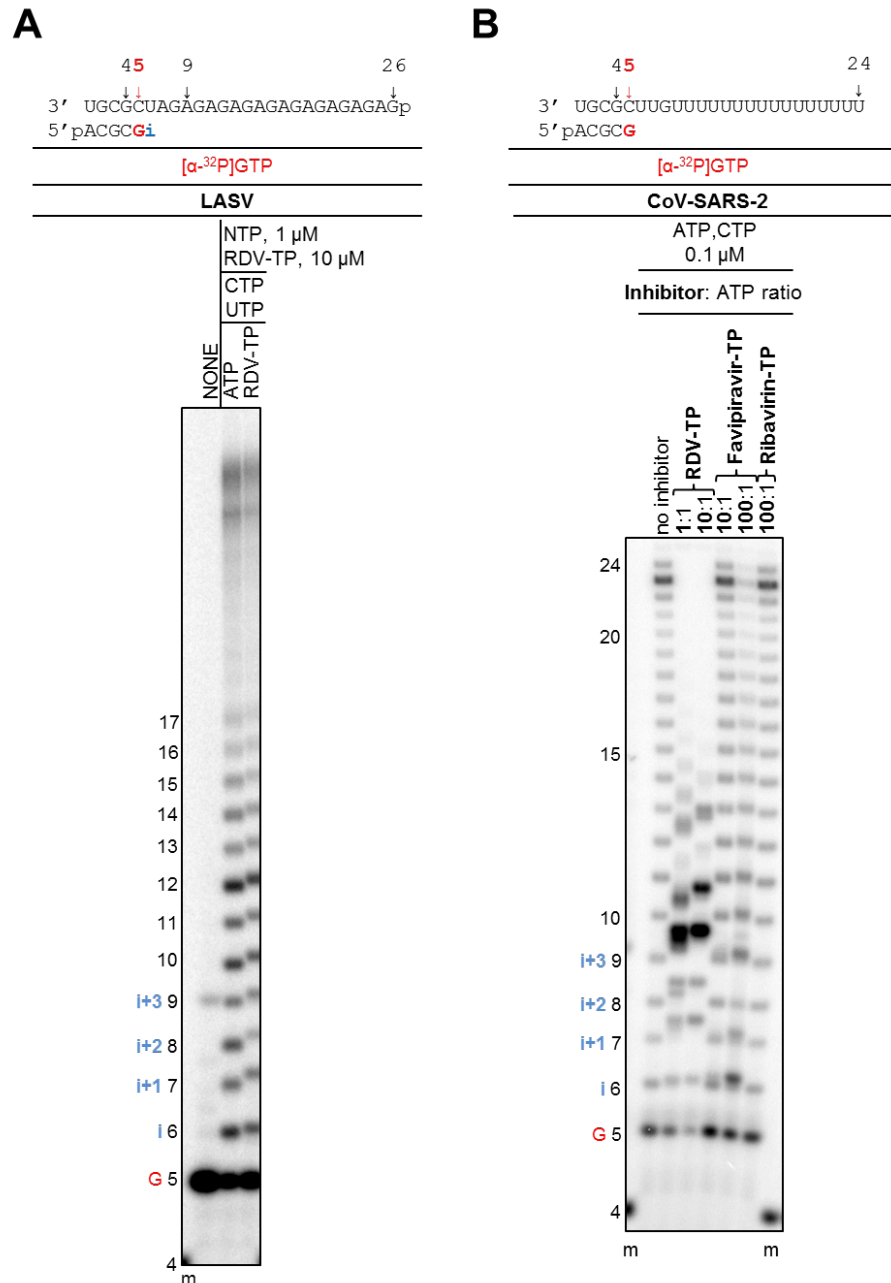 A
4 5 9 26
3' UGCGCUAGAGAGAGAGAGAGAGAGAGp
5'pACGCGi
[α-³²P]GTP
LASV
NTP, 1 µM
RDV-TP, 10 µM
CTP
UTP
NONE
ATP
RDV-TP
17
16
15
14
13
12
11
10
i+3 9
i+2 8
i+1 7
i 6
G 5
4
m
B
4 5 24
3' UGCGCUUGUUUUUUUUUUUUUUUU
5'pACGCG
[α-³²P]GTP
CoV-SARS-2
ATP,CTP
0.1 µM
Inhibitor: ATP ratio
no inhibitor
RDV-TP
1:1
10:1
Favipiravir-TP
10:1
100:1
Ribavirin-TP
100:1
24
20
15
10
i+3 9
i+2 8
i+1 7
i 6
G 5
4
m m